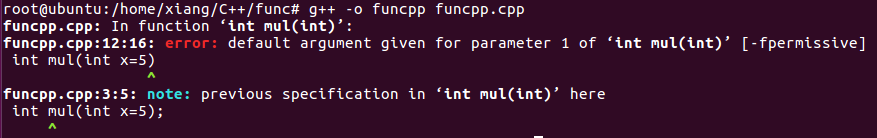 root@ubuntu:/home/xiang/C++/func# g++ -o funcpp funcpp.cpp
funcpp.cpp: In function ‘int mul(int)’:
funcpp.cpp:12:16: error: default argument given for parameter 1 of ‘int mul(int)’ [-fpermissive]
 int mul(int x=5)
                ^
funcpp.cpp:3:5: note: previous specification in ‘int mul(int)’ here
 int mul(int x=5);
     ^